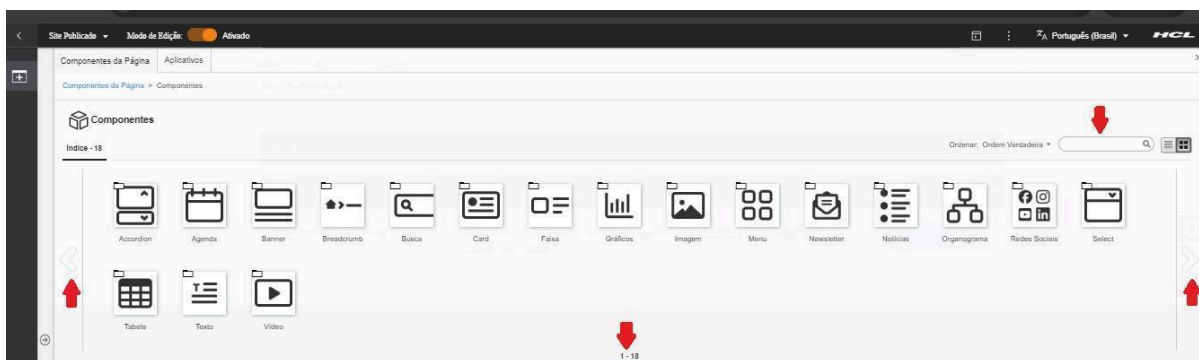 Site Publicado Modo de Edição: Ativado Português (Brasil) HCL
Componentes da Página Aplicativos
Componentes da Página > Componentes
Componentes
Indice - 18
Ordenar: Ordem Verdadeira
Accordion Agenda Banner Breadcrumb Busca Card Faixa Gráficos Imagem Menu Newsletter Notícias Organograma Redes Sociais Select
Tabela Texto Vídeo
1 - 18